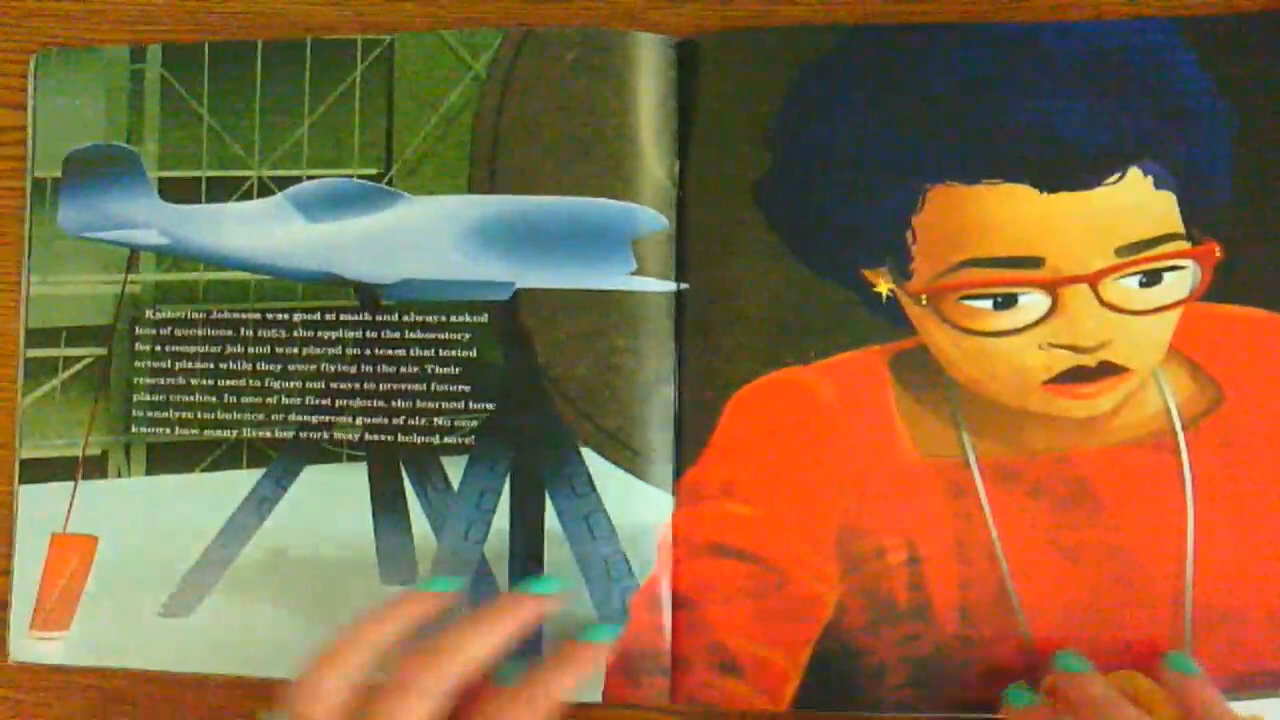 Katherine Johnson was good at math and always asked
lots of questions. In 1953, she applied to the laboratory
for a computer job and was placed on a team that tested
actual planes while they were flying in the air. Their
research was used to figure out ways to prevent future
plane crashes. In one of her first projects, she learned how
to analyze turbulence, or dangerous gusts of air. No one
knows how many lives her work may have helped save!